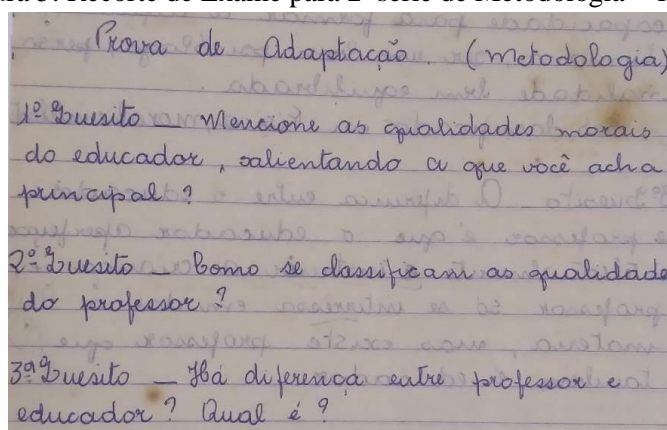 Prova de Adaptação. (metodologia)
1º Quesito — Mencione as qualidades morais
do educador, salientando a que você acha
principal?
2º Quesito — Como se classificam as qualidade
do professor?
3º Quesito — Há diferença entre professor e
educador? Qual é?